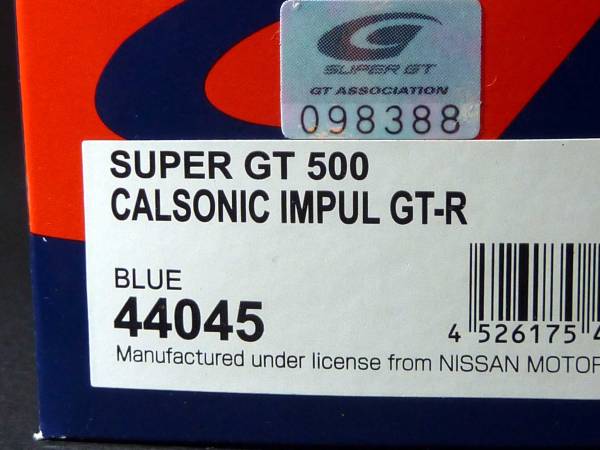 SUPER GT
GT ASSOCIATION
098388
SUPER GT 500
CALSONIC IMPUL GT-R
BLUE
44045
4 526175 4
Manufactured under license from NISSAN MOTOR